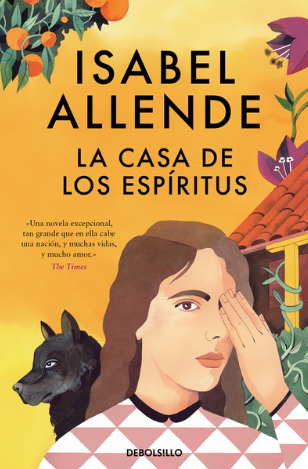 ISABEL
ALLENDE
LA CASA DE
LOS ESPÍRITUS
«Una novela excepcional,
tan grande que en ella cabe
una nación, y muchas vidas,
y mucho amor.»
The Times
DEBOLSILLO